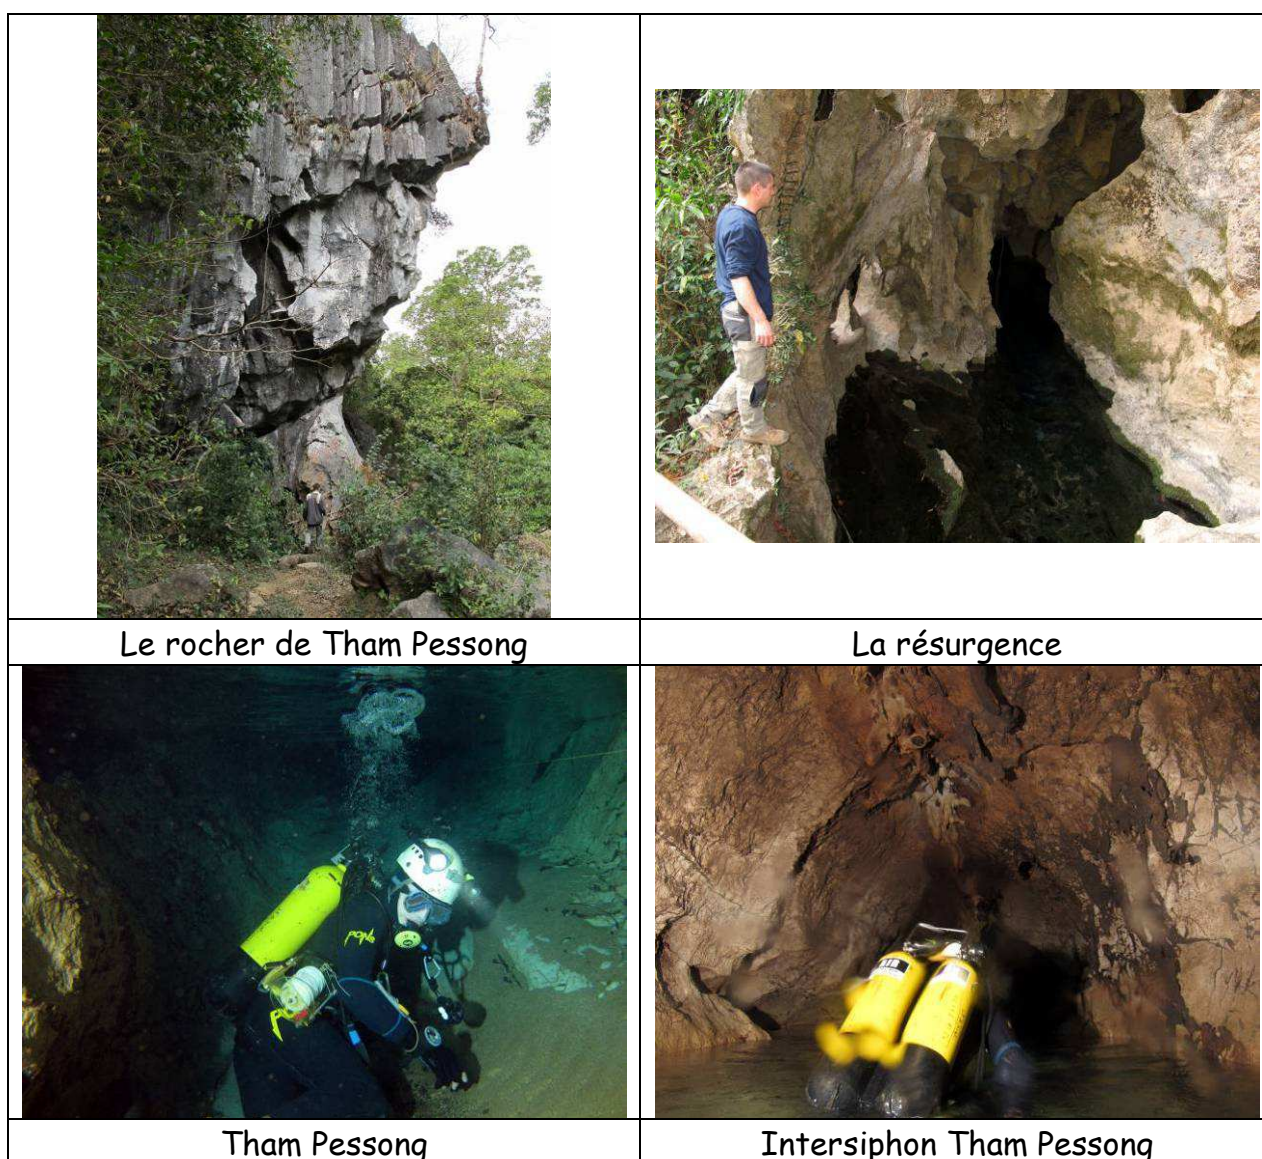 Le rocher de Tham Pessong
La résurgence
Tham Pessong
Intersiphon Tham Pessong